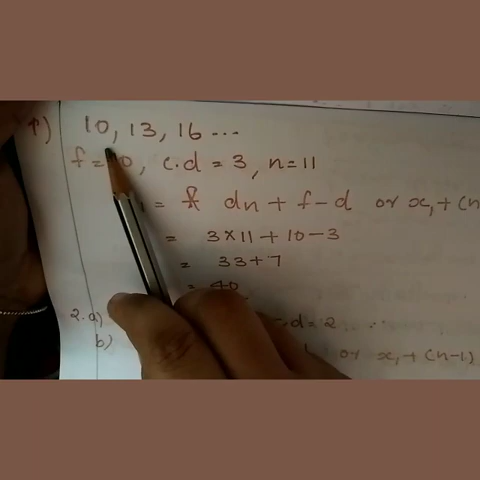 1) 10, 13, 16 ...
f = 10, c.d = 3, n = 11
= dn + f - d or x₁ + (n
= 3 × 11 + 10 - 3
= 33 + 7
= 40
2. a) c.d = 2, ...
b) or x₁ + (n-1)